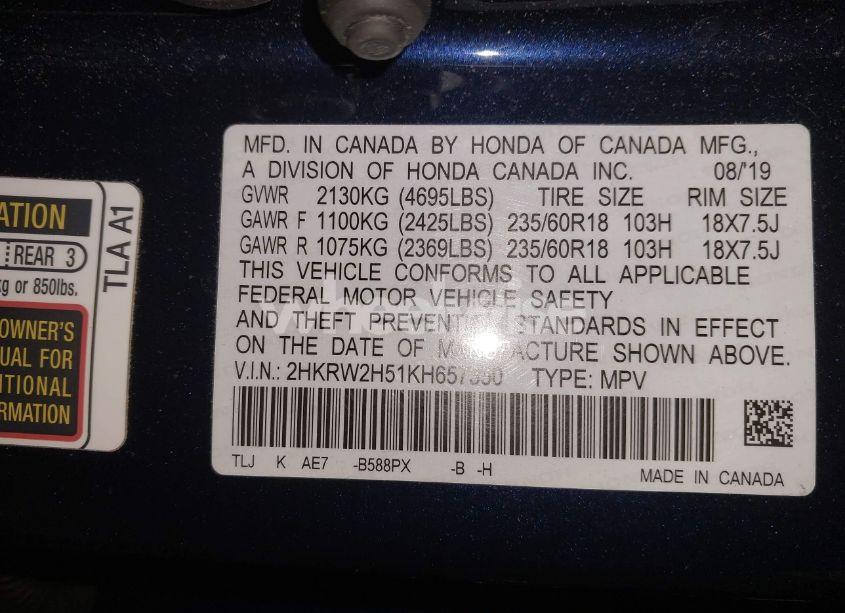 ATION
REAR 3
kg or 850lbs.
OWNER'S
UAL FOR
ITIONAL
ORMATION
TLA A1
MFD. IN CANADA BY HONDA OF CANADA MFG.,
A DIVISION OF HONDA CANADA INC. 08/'19
GVWR 2130KG (4695LBS) TIRE SIZE RIM SIZE
GAWR F 1100KG (2425LBS) 235/60R18 103H 18X7.5J
GAWR R 1075KG (2369LBS) 235/60R18 103H 18X7.5J
THIS VEHICLE CONFORMS TO ALL APPLICABLE
FEDERAL MOTOR VEHICLE SAFETY
AND THEFT PREVENTION STANDARDS IN EFFECT
ON THE DATE OF MANUFACTURE SHOWN ABOVE.
V.I.N.: TYPE: MPV
TLJ K AE7 -B588PX -B -H
MADE IN CANADA